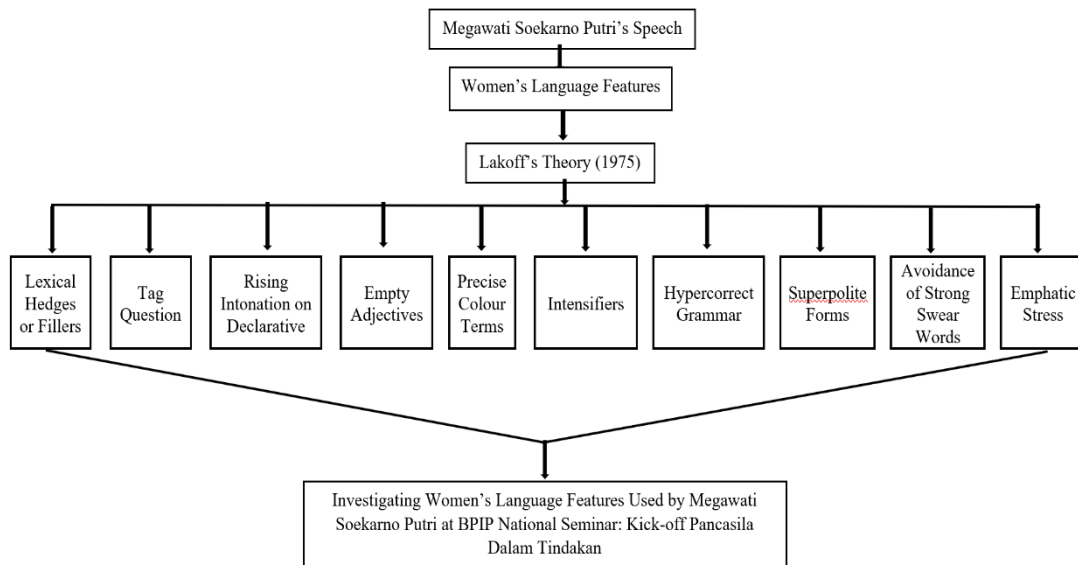 Megawati Soekarno Putri’s Speech
Women’s Language Features
Lakoff’s Theory (1975)
Lexical
Hedges
or Fillers
Tag
Question
Rising
Intonation on
Declarative
Empty
Adjectives
Precise
Colour
Terms
Intensifiers
Hypercorrect
Grammar
Superpolite
Forms
Avoidance
of Strong
Swear
Words
Emphatic
Stress
Investigating Women’s Language Features Used by Megawati
Soekarno Putri at BPIP National Seminar: Kick-off Pancasila
Dalam Tindakan